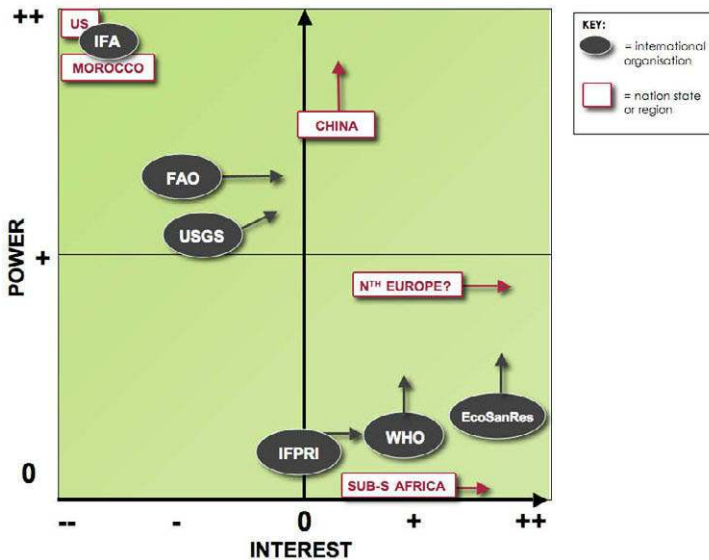 ++
US
IFA
MOROCCO
KEY:
= international
organisation
= nation state
or region
CHINA
FAO
USGS
+
POWER
NTH EUROPE?
EcoSanRes
WHO
IFPRI
0
SUB-S AFRICA
-- - 0 + ++
INTEREST